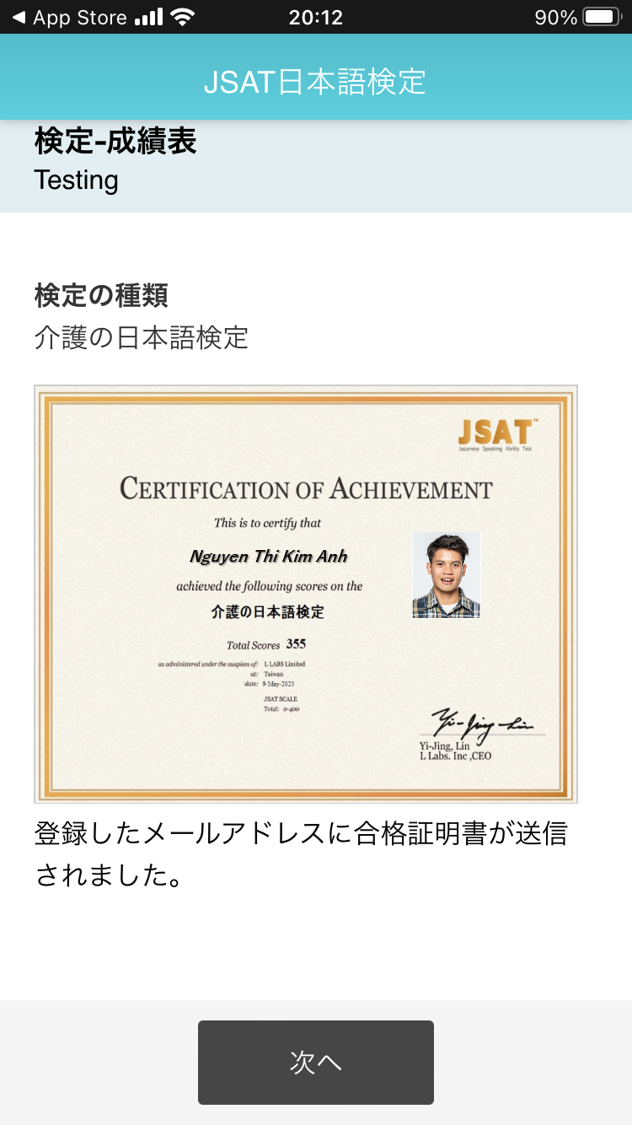 App Store
20:12
90%
JSAT日本語検定
検定-成績表
Testing
検定の種類
介護の日本語検定
JSAT™
Japanese Speaking Ability Test
CERTIFICATION OF ACHIEVEMENT
This is to certify that
Nguyen Thi Kim Anh
achieved the following scores on the
介護の日本語検定
Total Scores 355
as administered under the auspices of: L LABS Limited
at: Taiwan
date: 9-May-2023
JSAT SCALE
Total: 0-400
Yi-Jing Lin
Yi-Jing, Lin
L Labs. Inc ,CEO
登録したメールアドレスに合格証明書が送信
されました。
次へ